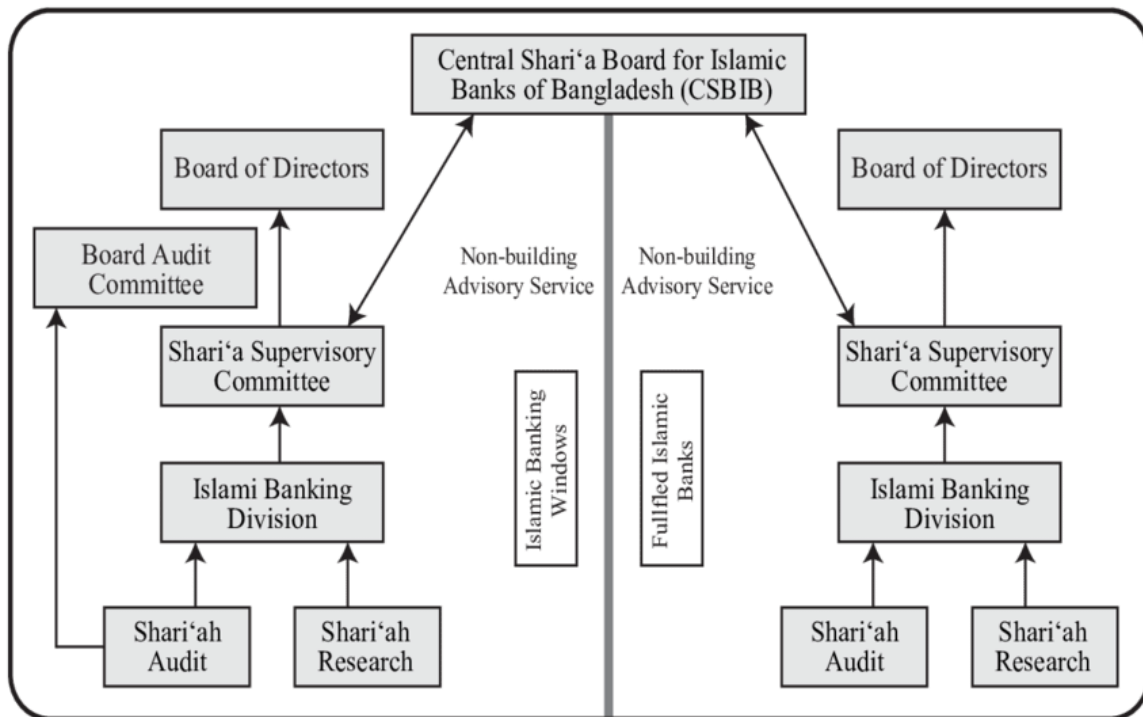 Central Shari‘a Board for Islamic
Banks of Bangladesh (CSBIB)
Board of Directors
Board Audit
Committee
Shari‘a Supervisory
Committee
Islami Banking
Division
Shari‘ah
Audit
Shari‘ah
Research
Non-building
Advisory Service
Islamic Banking
Windows
Non-building
Advisory Service
Fullfled Islamic
Banks
Board of Directors
Shari‘a Supervisory
Committee
Islami Banking
Division
Shari‘ah
Audit
Shari‘ah
Research